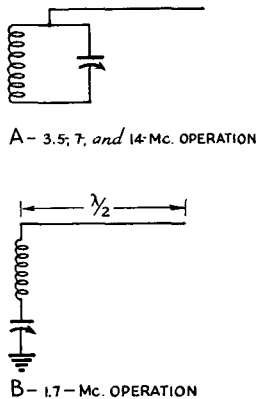 A - 3.5, 7, and 14-Mc. OPERATION
λ/2
B - 1.7 - Mc. OPERATION